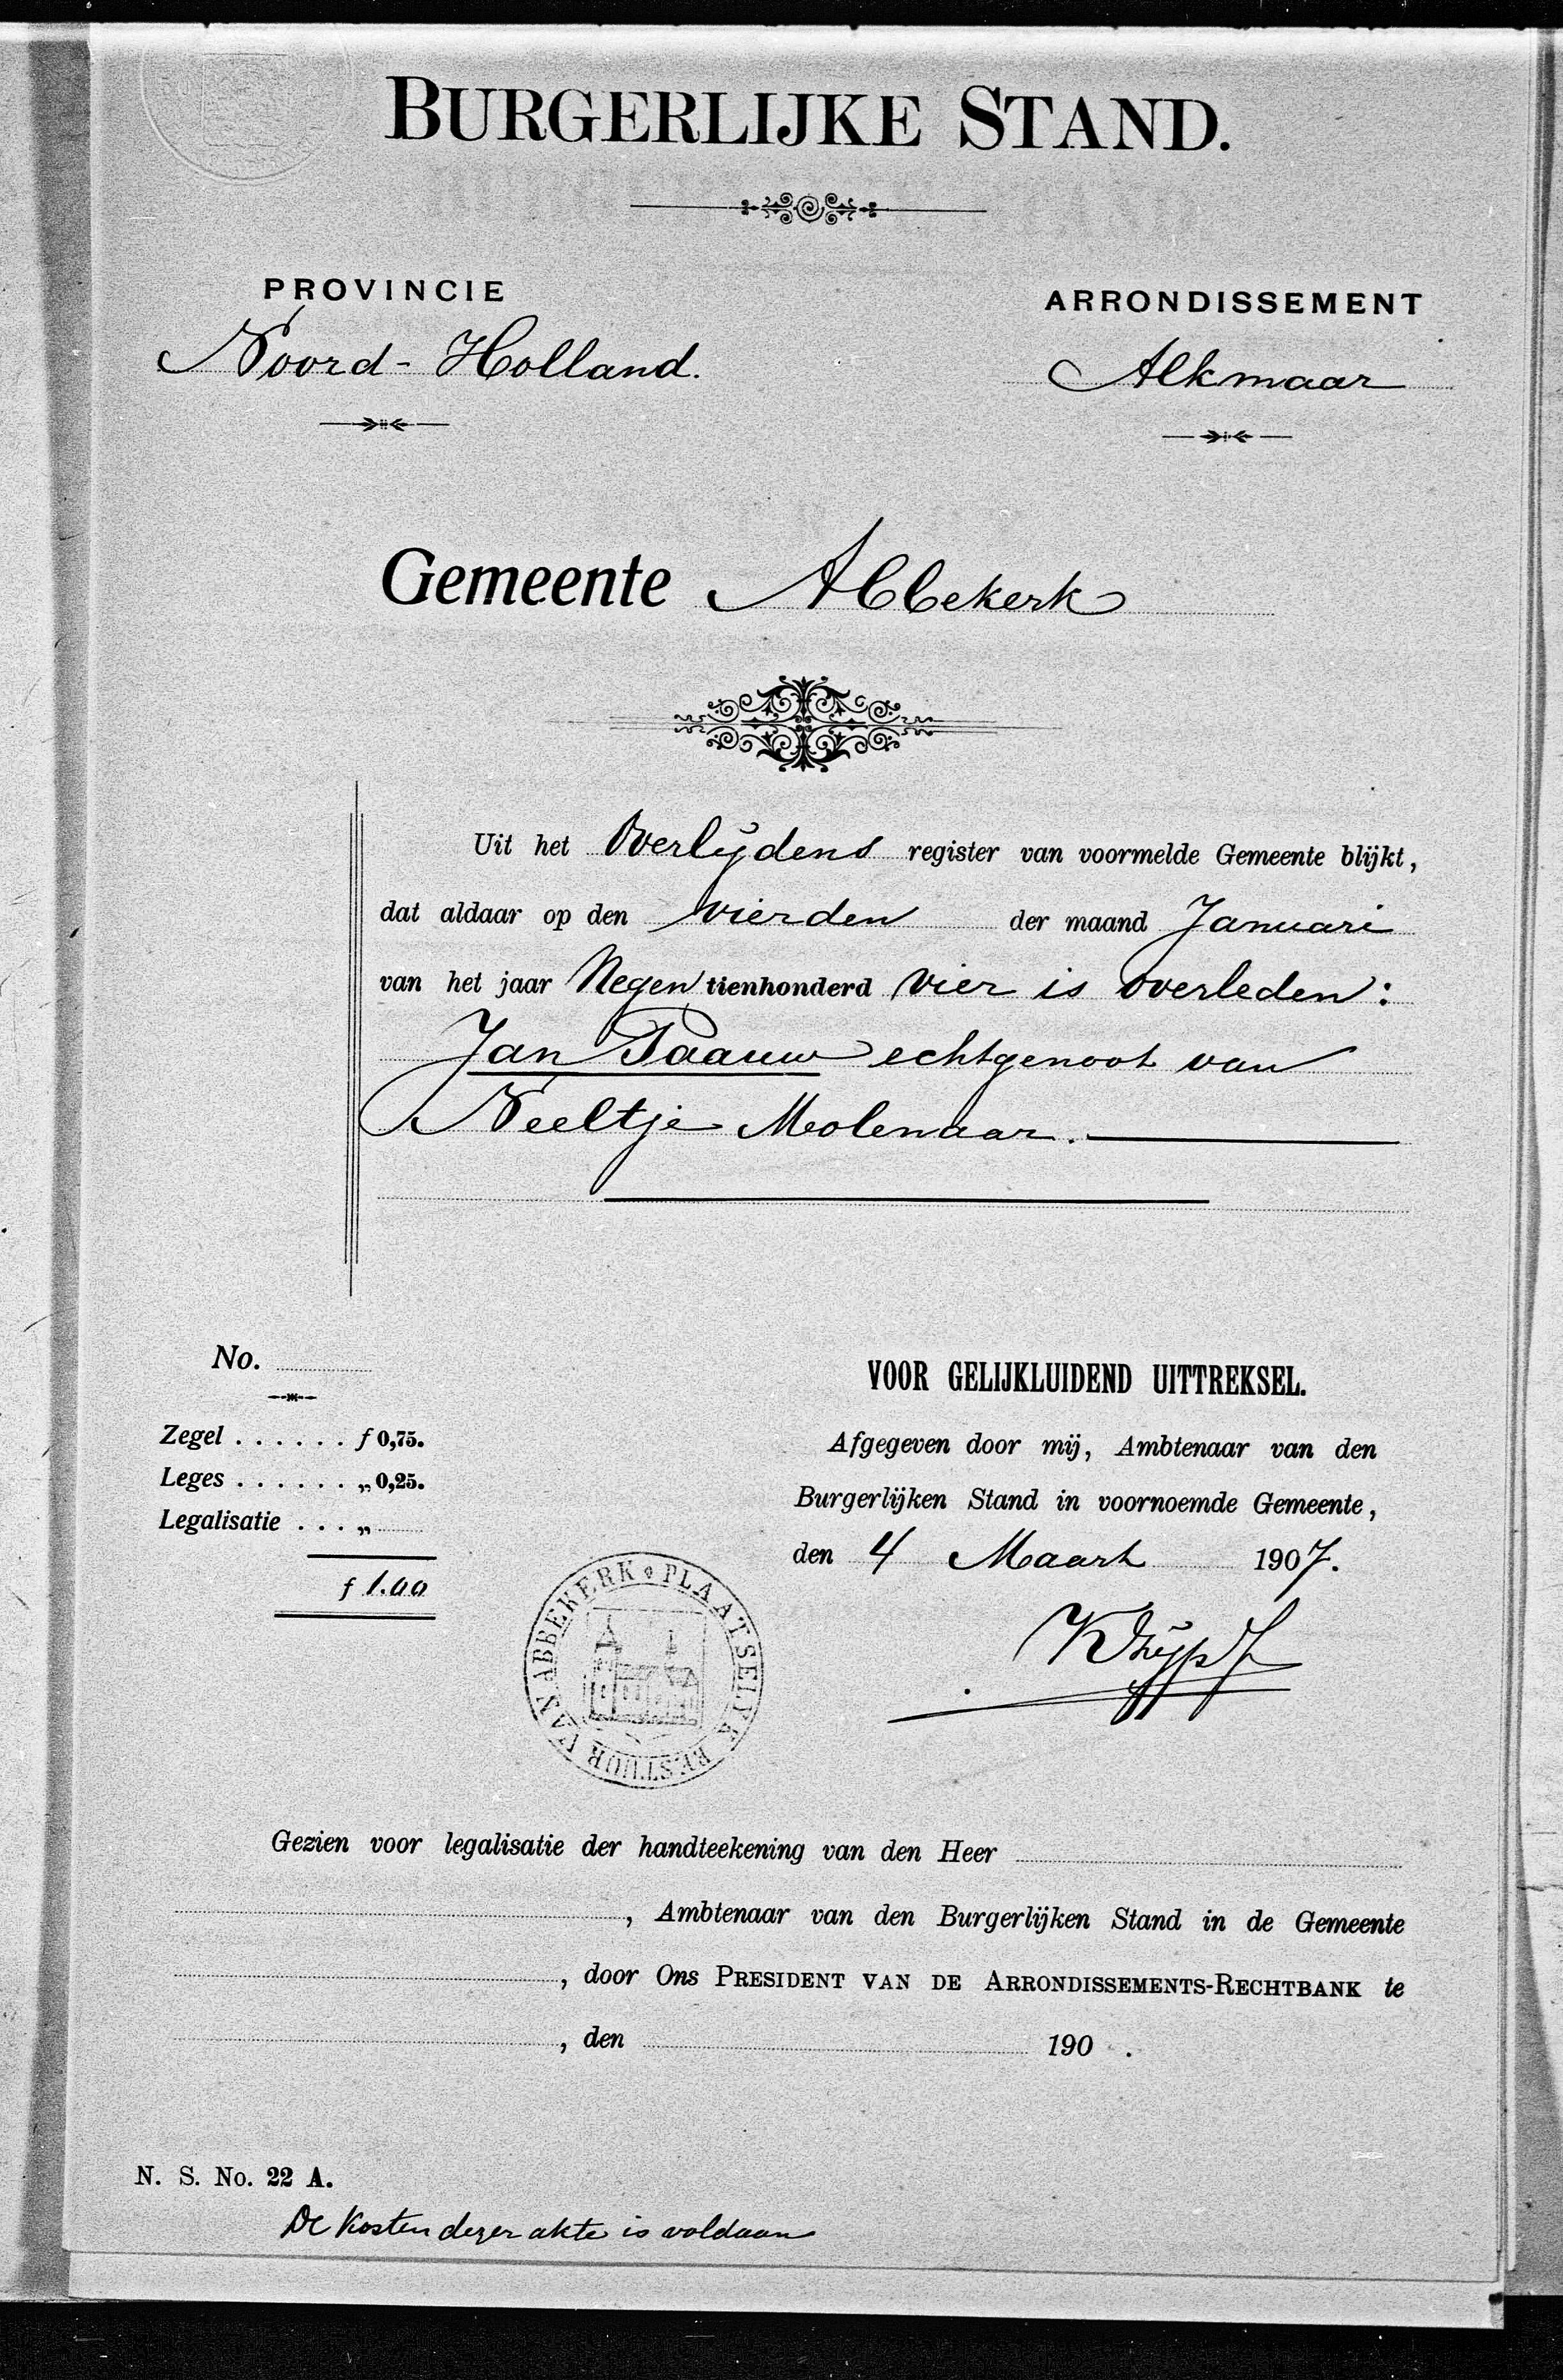 BURGERLIJKE STAND.
PROVINCIE
Noord-Holland.
ARRONDISSEMENT
Alkmaar
Gemeente Abbekerk
Uit het Overlijdens register van voormelde Gemeente blijkt,
dat aldaar op den vierden der maand Januari
van het jaar Negen tienhonderd vier is overleden:
Jan Paauw echtgenoot van
Neeltje Molenaar.
No.
Zegel . . . . . . f 0,75.
Leges . . . . . . „ 0,25.
Legalisatie . . . „
f 1.00
VOOR GELIJKLUIDEND UITTREKSEL.
Afgegeven door mij, Ambtenaar van den
Burgerlijken Stand in voornoemde Gemeente,
den 4 Maart 1907.
PLAATSELIJK BESTUUR VAN ABBEKERK
Gezien voor legalisatie der handteekening van den Heer
, Ambtenaar van den Burgerlijken Stand in de Gemeente
, door Ons PRESIDENT VAN DE ARRONDISSEMENTS-RECHTBANK te
, den 190 .
N. S. No. 22 A.
De kosten dezer akte is voldaan